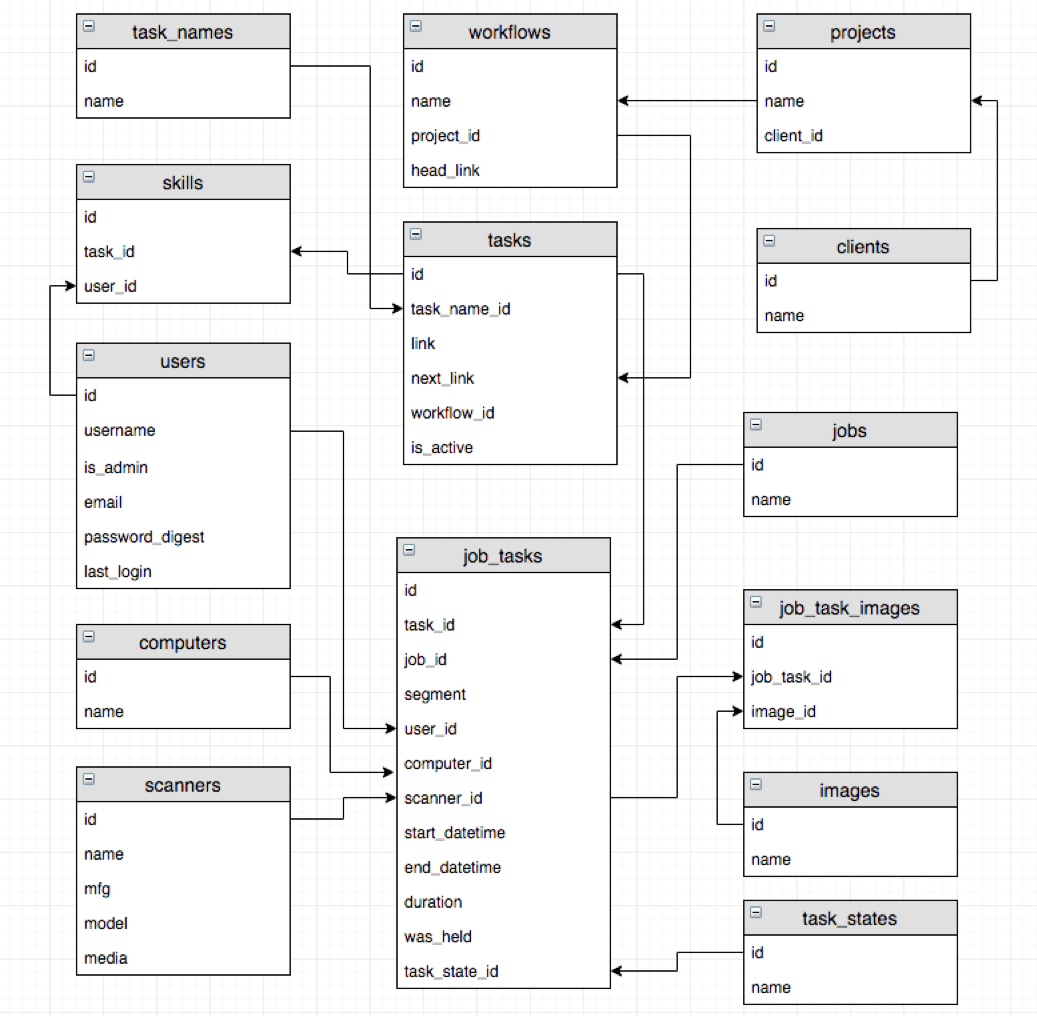 task_names
id
name
workflows
id
name
project_id
head_link
projects
id
name
client_id
skills
id
task_id
user_id
tasks
id
task_name_id
link
next_link
workflow_id
is_active
clients
id
name
users
id
username
is_admin
email
password_digest
last_login
jobs
id
name
job_tasks
id
task_id
job_id
segment
user_id
computer_id
scanner_id
start_datetime
end_datetime
duration
was_held
task_state_id
job_task_images
id
job_task_id
image_id
computers
id
name
scanners
id
name
mfg
model
media
images
id
name
task_states
id
name